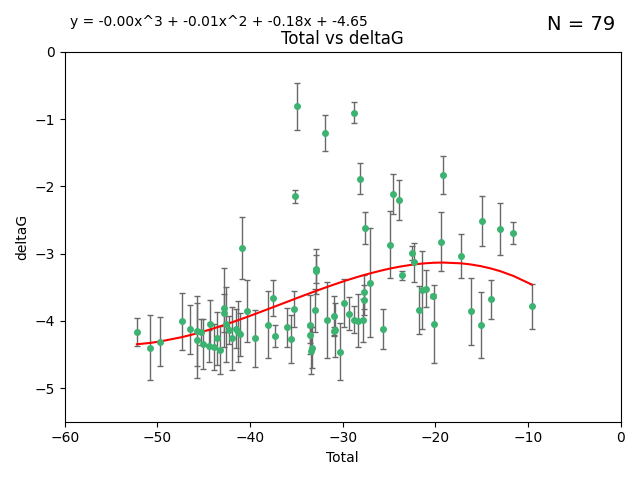 y = -0.00x^3 + -0.01x^2 + -0.18x + -4.65
N = 79
Total vs deltaG
0
−1
−2
−3
−4
−5
deltaG
−60 −50 −40 −30 −20 −10 0
Total